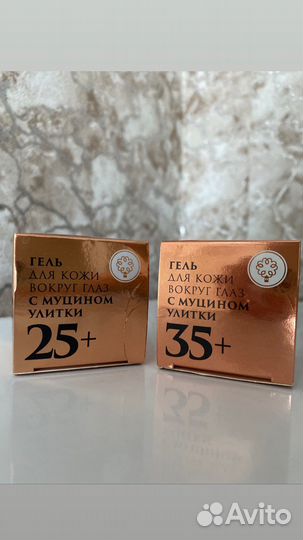 ГЕЛЬ
ДЛЯ КОЖИ
ВОКРУГ ГЛАЗ
С МУЦИНОМ
УЛИТКИ
25+
ГЕЛЬ
ДЛЯ КОЖИ
ВОКРУГ ГЛАЗ
С МУЦИНОМ
УЛИТКИ
35+
Avito